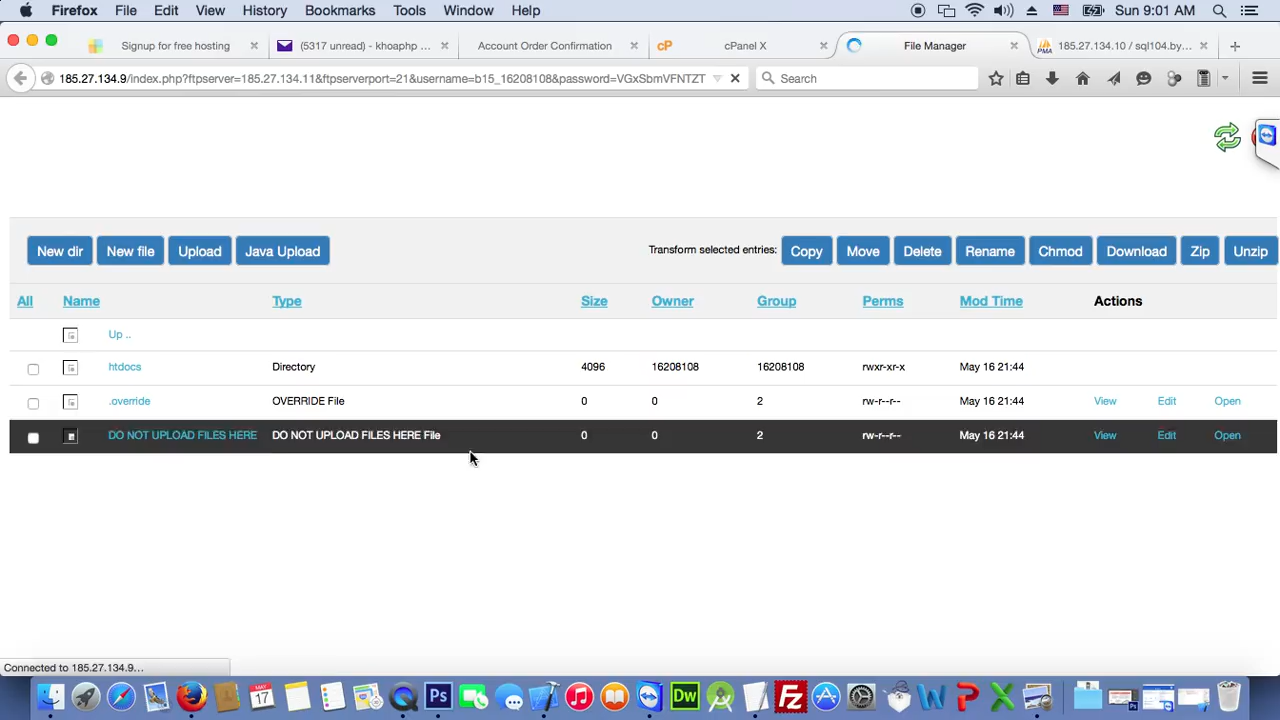 Firefox File Edit View History Bookmarks Tools Window Help Sun 9:01 AM
Signup for free hosting (5317 unread) - khoaphp ... Account Order Confirmation cPanel X File Manager 185.27.134.10 / sql104.by...
185.27.134.9/index.php?ftpserver=185.27.134.11&ftpserverport=21&username=b15_16208108&password=VGxSbmVFNTZT Search
New dir New file Upload Java Upload Transform selected entries: Copy Move Delete Rename Chmod Download Zip Unzip
All Name Type Size Owner Group Perms Mod Time Actions
Up ..
htdocs Directory 4096 16208108 16208108 rwxr-xr-x May 16 21:44
.override OVERRIDE File 0 0 2 rw-r--r-- May 16 21:44 View Edit Open
DO NOT UPLOAD FILES HERE DO NOT UPLOAD FILES HERE File 0 0 2 rw-r--r-- May 16 21:44 View Edit Open
Connected to 185.27.134.9...